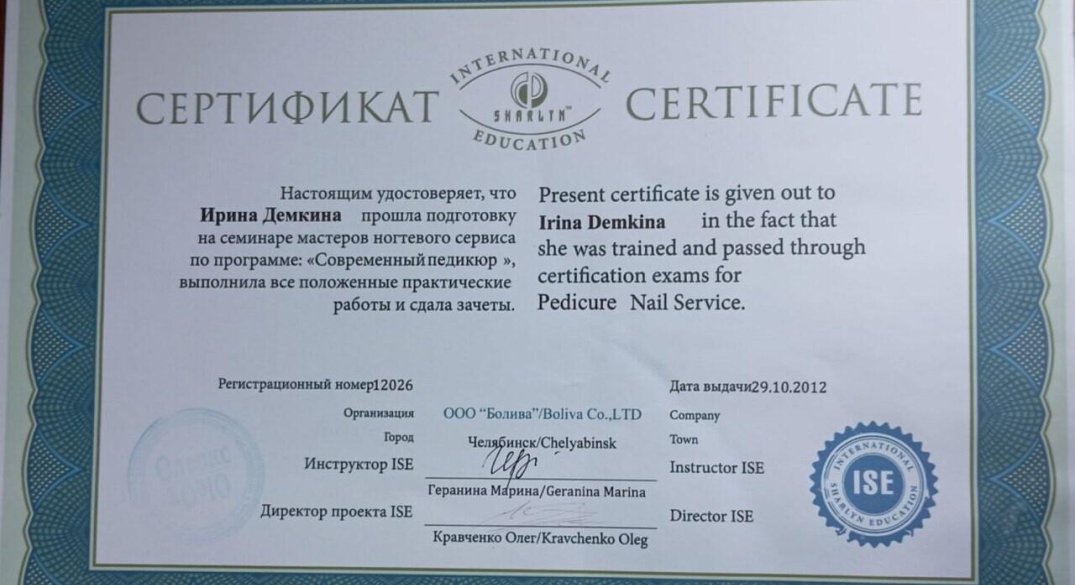 СЕРТИФИКАТ
INTERNATIONAL
SHARLYN™
EDUCATION
CERTIFICATE
Настоящим удостоверяет, что
Ирина Демкина прошла подготовку
на семинаре мастеров ногтевого сервиса
по программе: «Современный педикюр »,
выполнила все положенные практические
работы и сдала зачеты.
Present certificate is given out to
Irina Demkina in the fact that
she was trained and passed through
certification exams for
Pedicure Nail Service.
Регистрационный номер12026
Дата выдачи29.10.2012
Организация ООО “Болива”/Boliva Co.,LTD Company
Город Челябинск/Chelyabinsk Town
Инструктор ISE Instructor ISE
Геранина Марина/Geranina Marina
Директор проекта ISE Director ISE
Кравченко Олег/Kravchenko Oleg
INTERNATIONAL
ISE
SHARLYN EDUCATION